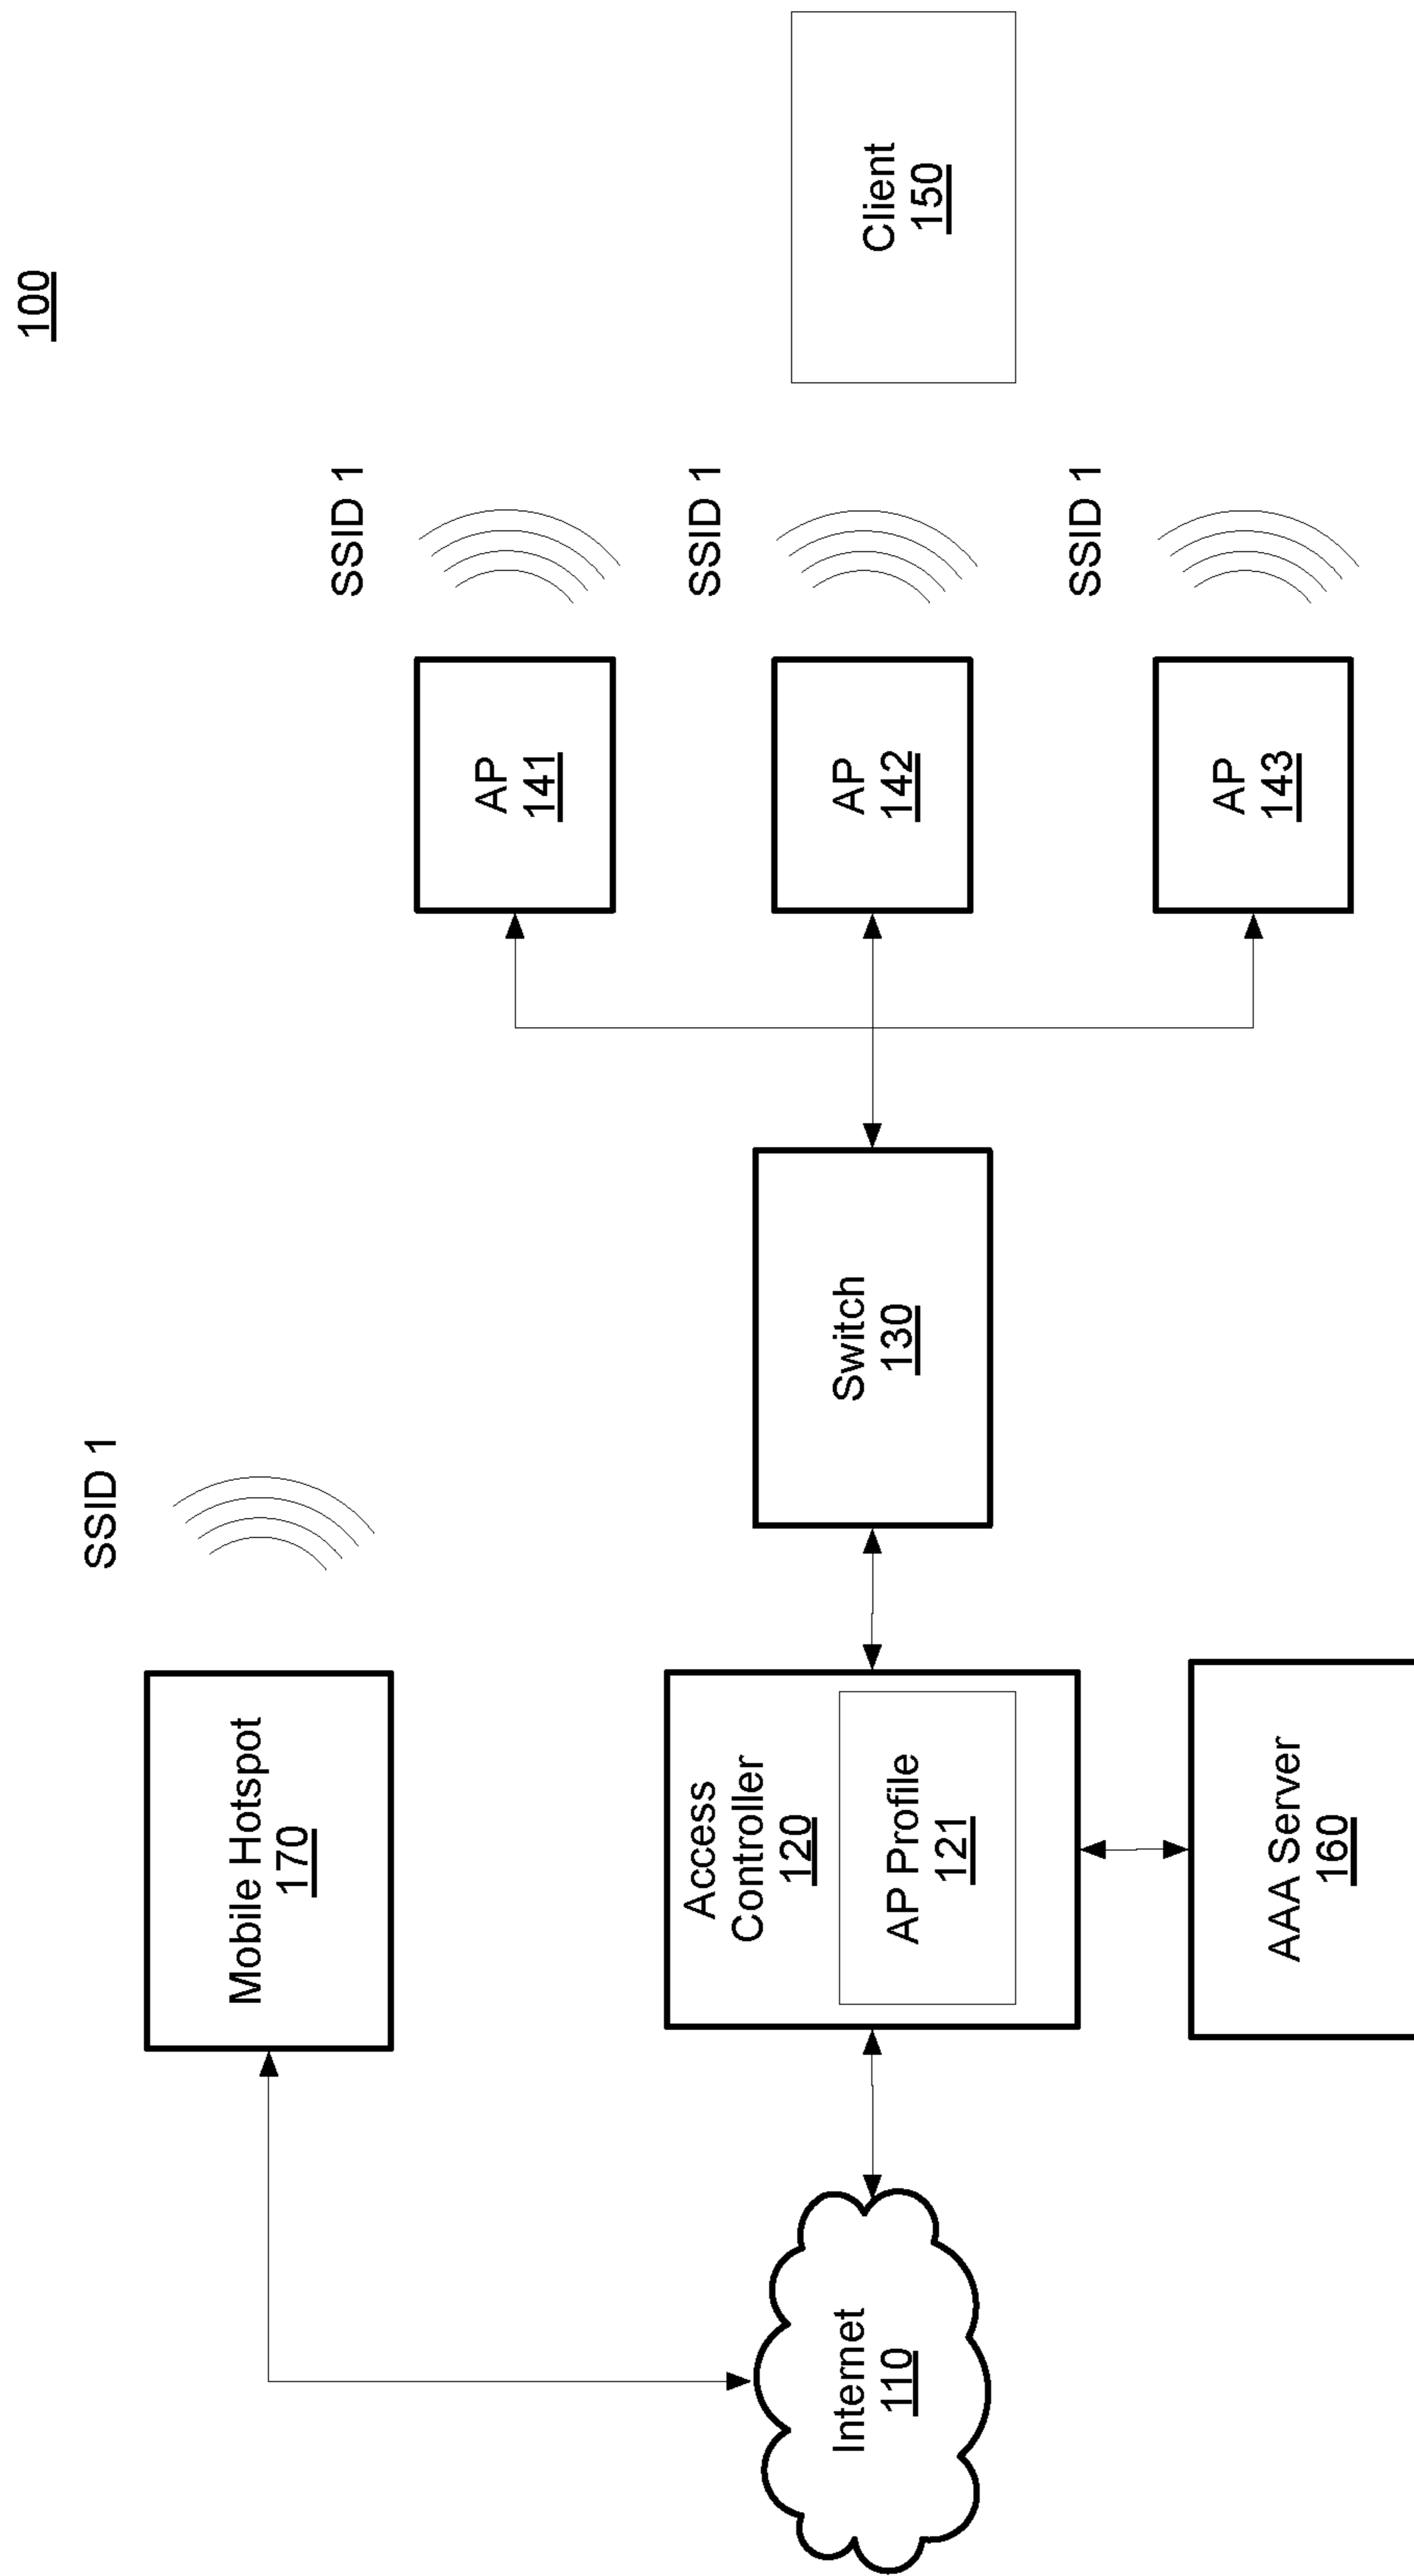 100
SSID 1
Mobile Hotspot
170
SSID 1
AP
141
Internet
110
Access
Controller
120
AP Profile
121
Switch
130
SSID 1
AP
142
Client
150
SSID 1
AP
143
AAA Server
160